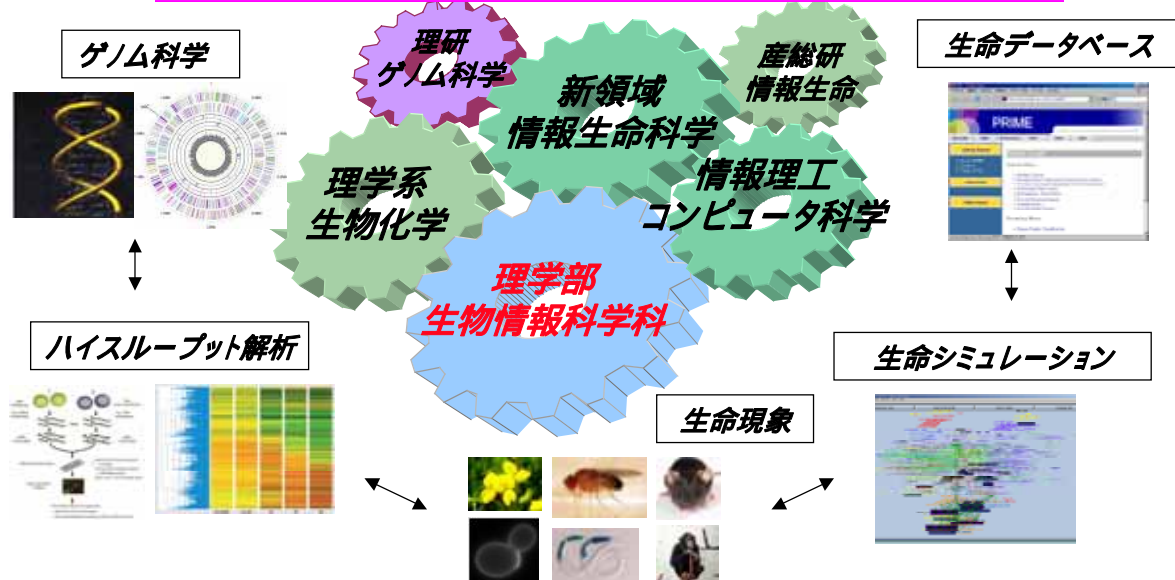 ゲノム科学
理研
ゲノム科学
新領域
情報生命科学
産総研
情報生命
生命データベース
PRIME
理学系
生物化学
情報理工
コンピュータ科学
理学部
生物情報科学科
ハイスループット解析
生命シミュレーション
生命現象